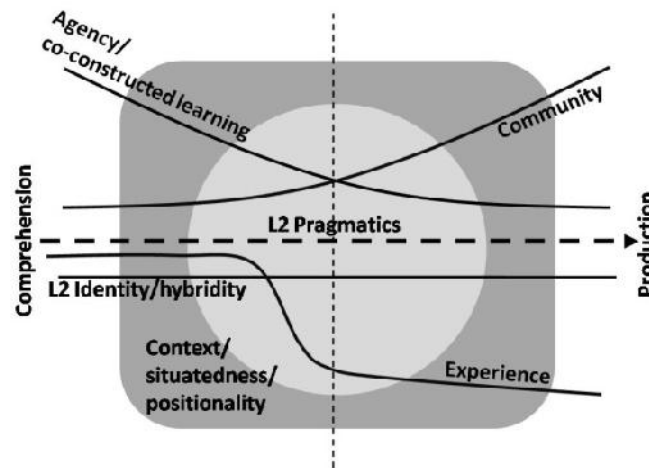 Agency/
co-constructed learning
Community
Comprehension
L2 Pragmatics
Production
L2 Identity/hybridity
Context/
situatedness/
positionality
Experience